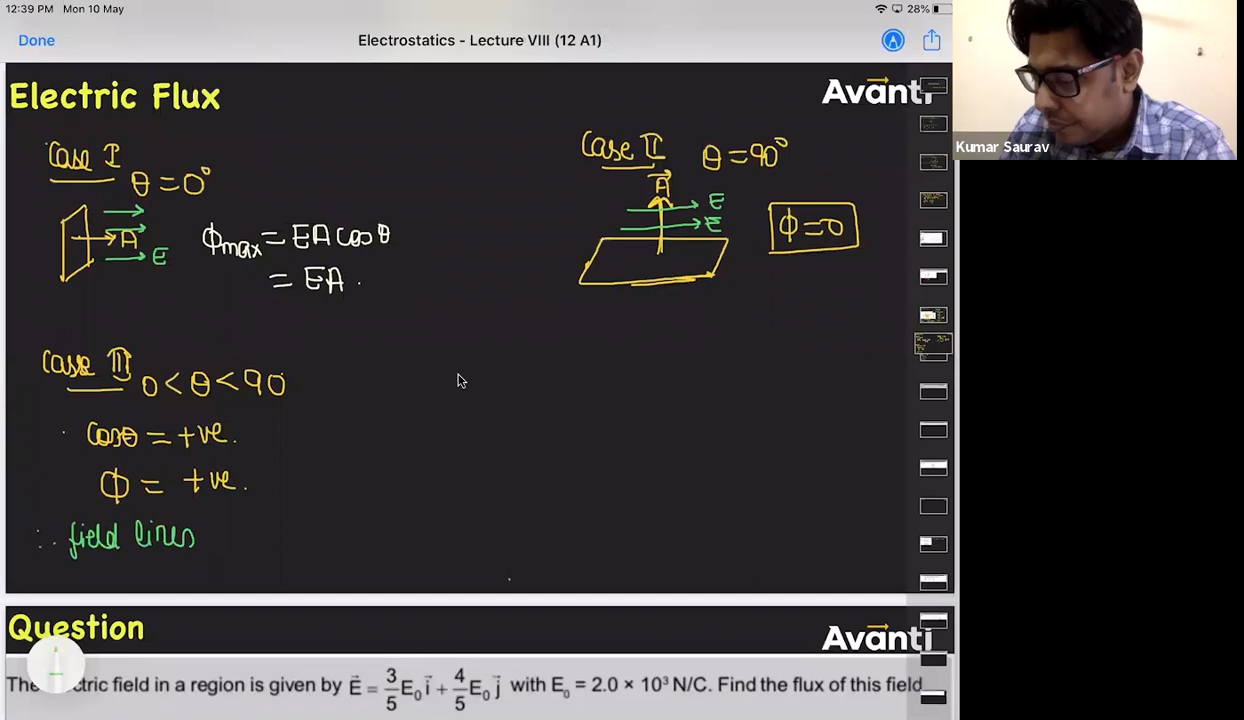 12:39 PM Mon 10 May
28%
Done
Electrostatics - Lecture VIII (12 A1)
Electric Flux
Avanti
Case I
θ = 0°
A
E
Φmax = EA cos θ
= EA.
Case II
θ = 90°
A
E
E
Φ = 0
Case III
0 < θ < 90
cosθ = +ve.
Φ = +ve.
∴ field lines
Kumar Saurav
Question
Avanti
The ctric field in a region is given by E⃗ = 3/5 E₀ i⃗ + 4/5 E₀ j⃗ with E₀ = 2.0 × 10³ N/C. Find the flux of this field